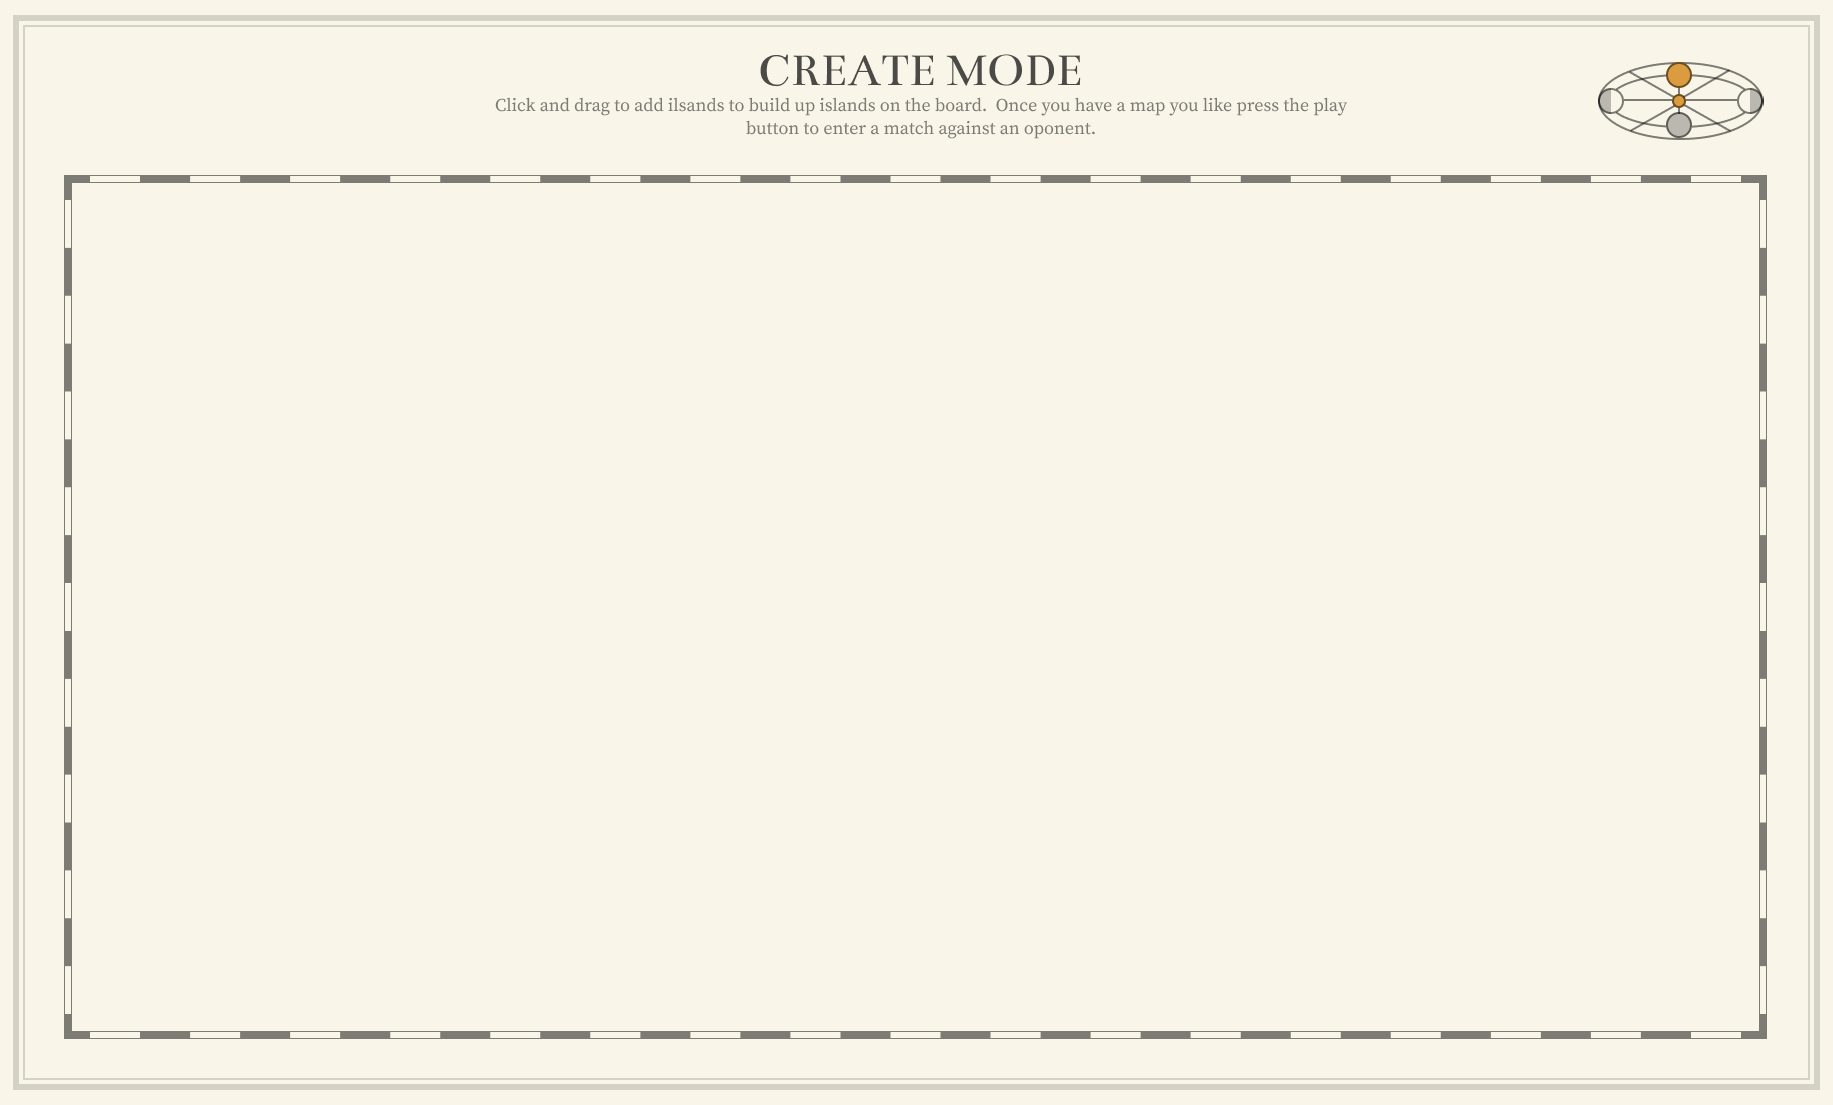 CREATE MODE
Click and drag to add ilsands to build up islands on the board.  Once you have a map you like press the play
button to enter a match against an oponent.